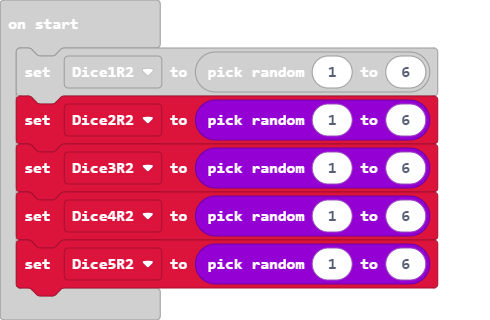 on start
set Dice1R2 to pick random 1 to 6
set Dice2R2 to pick random 1 to 6
set Dice3R2 to pick random 1 to 6
set Dice4R2 to pick random 1 to 6
set Dice5R2 to pick random 1 to 6